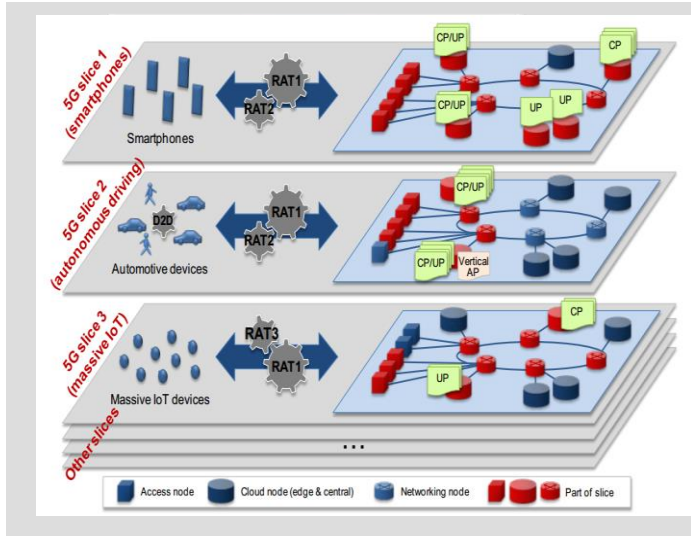 5G slice 1
(smartphones)
Smartphones
RAT1
RAT2
CP/UP
CP
CP/UP
UP
UP
5G slice 2
(autonomous driving)
D2D
Automotive devices
RAT1
RAT2
CP/UP
CP/UP
Vertical
AP
5G slice 3
(massive IoT)
Massive IoT devices
RAT3
RAT1
CP
UP
Other slices
...
Access node
Cloud node (edge & central)
Networking node
Part of slice